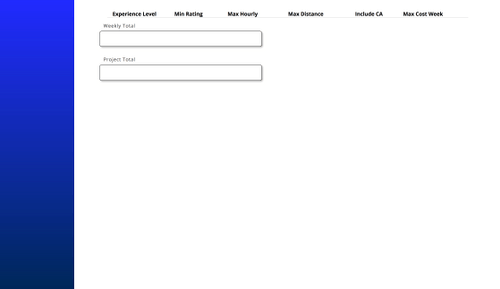 Experience Level Min Rating Max Hourly Max Distance Include CA Max Cost Week
Weekly Total
Project Total